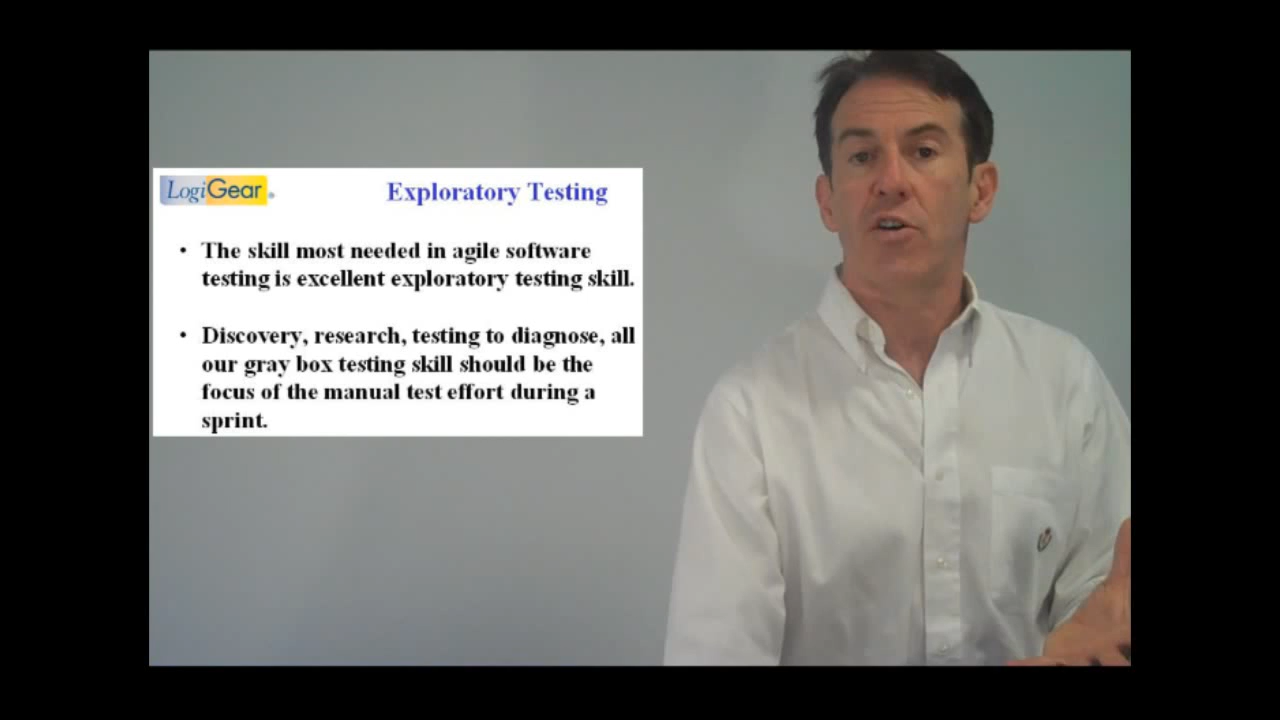 LogiGear®
Exploratory Testing
• The skill most needed in agile software
testing is excellent exploratory testing skill.
• Discovery, research, testing to diagnose, all
our gray box testing skill should be the
focus of the manual test effort during a
sprint.